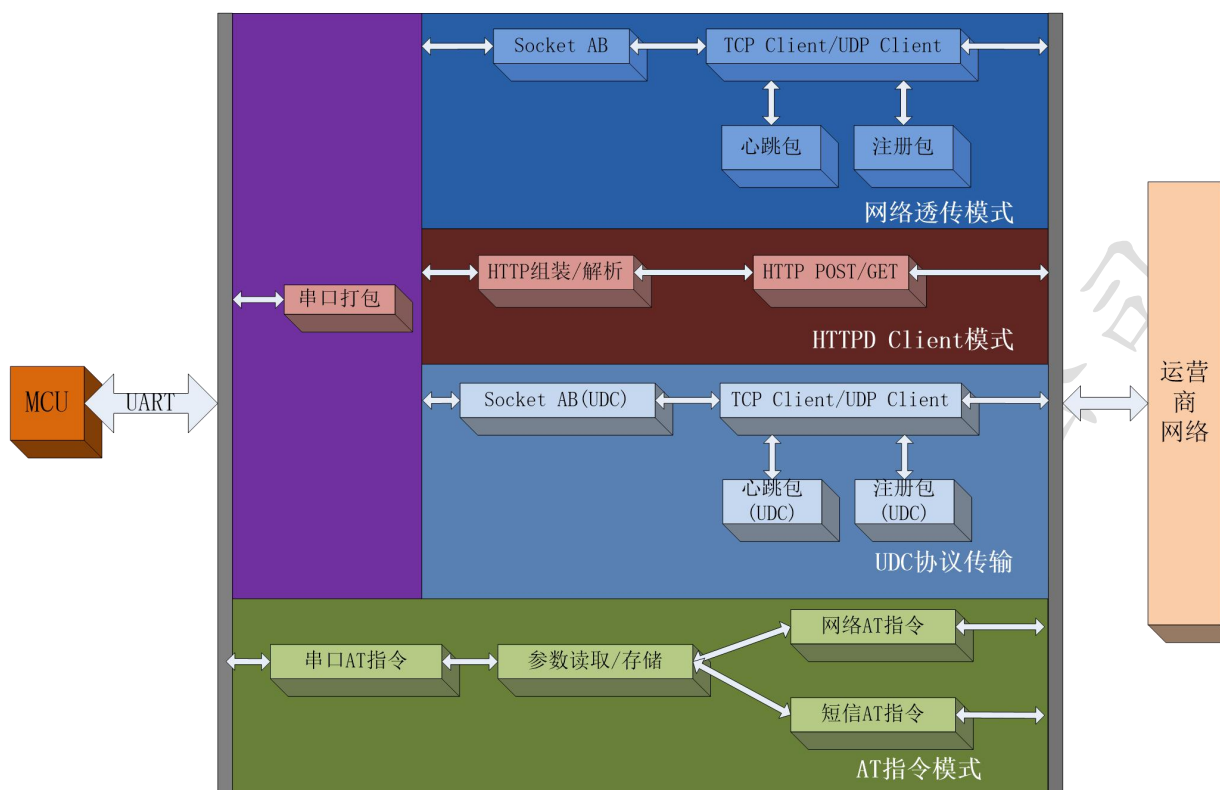 Socket AB
TCP Client/UDP Client
心跳包
注册包
网络透传模式
串口打包
HTTP组装/解析
HTTP POST/GET
HTTPD Client模式
MCU
UART
Socket AB(UDC)
TCP Client/UDP Client
心跳包
(UDC)
注册包
(UDC)
UDC协议传输
运营
商
网络
串口AT指令
参数读取/存储
网络AT指令
短信AT指令
AT指令模式
司